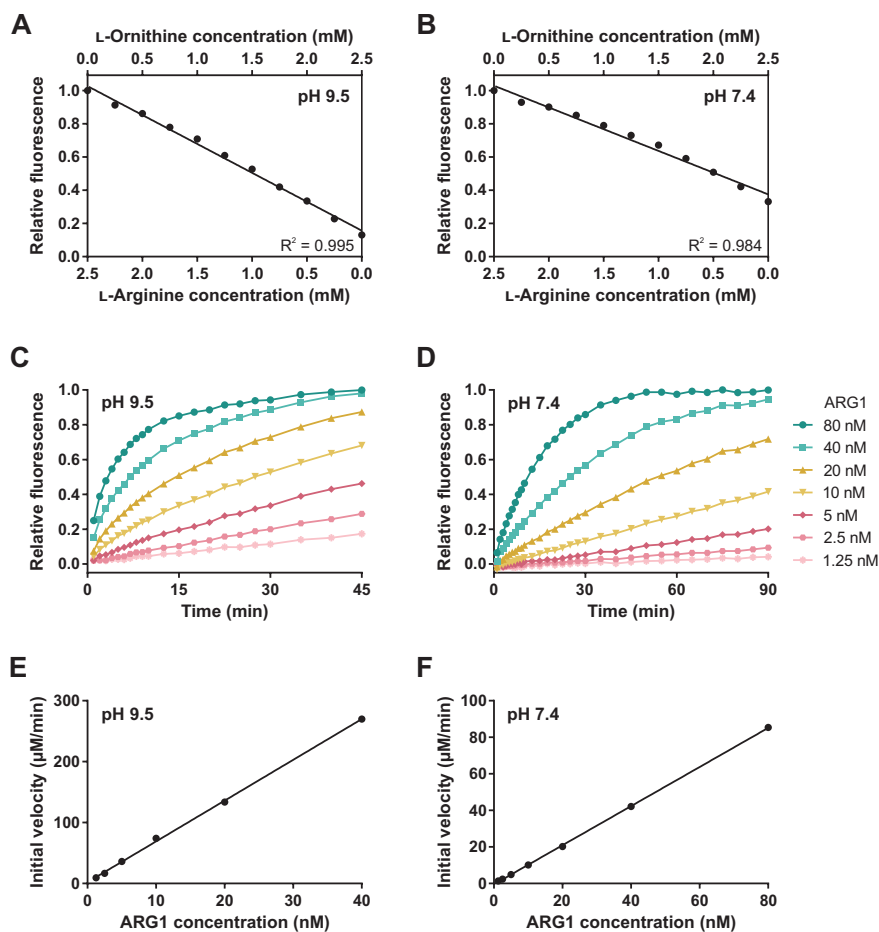 A
B
ʟ-Ornithine concentration (mM)
ʟ-Ornithine concentration (mM)
0.0 0.5 1.0 1.5 2.0 2.5
0.0 0.5 1.0 1.5 2.0 2.5
Relative fluorescence
1.0
0.8
0.6
0.4
0.2
0.0
pH 9.5
R² = 0.995
2.5 2.0 1.5 1.0 0.5 0.0
ʟ-Arginine concentration (mM)
Relative fluorescence
1.0
0.8
0.6
0.4
0.2
0.0
pH 7.4
R² = 0.984
2.5 2.0 1.5 1.0 0.5 0.0
ʟ-Arginine concentration (mM)
C
Relative fluorescence
1.0
0.8
0.6
0.4
0.2
0.0
pH 9.5
0 15 30 45
Time (min)
D
Relative fluorescence
1.0
0.8
0.6
0.4
0.2
0.0
pH 7.4
0 30 60 90
Time (min)
ARG1
80 nM
40 nM
20 nM
10 nM
5 nM
2.5 nM
1.25 nM
E
Initial velocity (µM/min)
300
200
100
0
pH 9.5
0 10 20 30 40
ARG1 concentration (nM)
F
Initial velocity (µM/min)
100
80
60
40
20
0
pH 7.4
0 20 40 60 80
ARG1 concentration (nM)